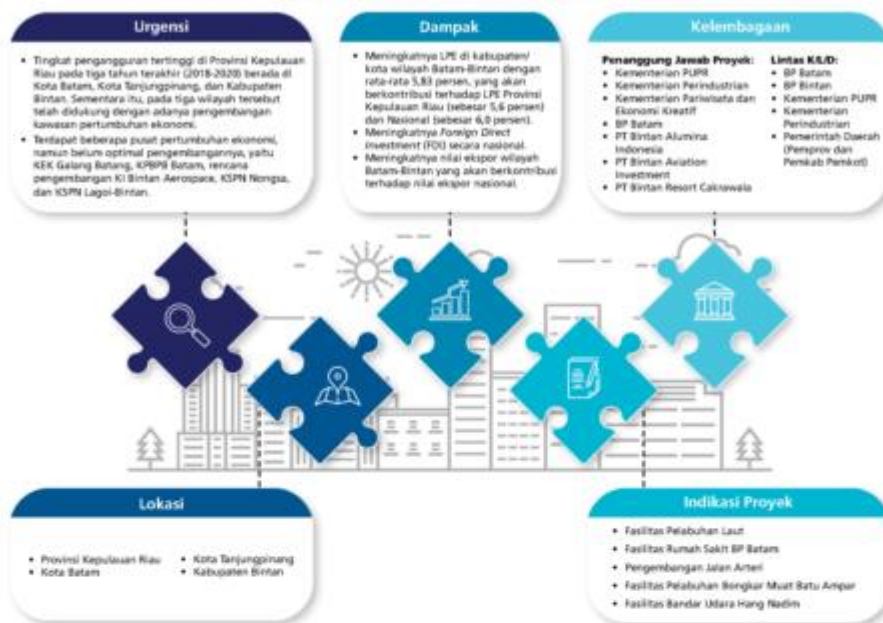 Urgensi
• Tingkat pengangguran tertinggi di Provinsi Kepulauan
Riau pada tiga tahun terakhir (2018-2020) berada di
Kota Batam, Kota Tanjungpinang, dan Kabupaten
Bintan. Sementara itu, pada tiga wilayah tersebut
telah didukung dengan adanya pengembangan
kawasan pertumbuhan ekonomi.
• Terdapat beberapa pusat pertumbuhan ekonomi,
namun belum optimal pengembangannya, yaitu
KEK Galang Batang, KPBPB Batam, rencana
pengembangan KI Bintan Aerospace, KSPN Nongsa,
dan KSPN Lagoi-Bintan.
Dampak
• Meningkatnya LPE di kabupaten/
kota wilayah Batam-Bintan dengan
rata-rata 5,83 persen, yang akan
berkontribusi terhadap LPE Provinsi
Kepulauan Riau (sebesar 5,6 persen)
dan Nasional (sebesar 6,0 persen).
• Meningkatnya Foreign Direct
Investment (FDI) secara nasional.
• Meningkatnya nilai ekspor wilayah
Batam-Bintan yang akan berkontribusi
terhadap nilai ekspor nasional.
Kelembagaan
Penanggung Jawab Proyek:
• Kementerian PUPR
• Kementerian Perindustrian
• Kementerian Pariwisata dan
Ekonomi Kreatif
• BP Batam
• PT Bintan Alumina
Indonesia
• PT Bintan Aviation
Investment
• PT Bintan Resort Cakrawala
Lintas K/L/D:
• BP Batam
• BP Bintan
• Kementerian PUPR
• Kementerian
Perindustrian
• Pemerintah Daerah
(Pemprov dan
Pemkab Pemkot)
Lokasi
• Provinsi Kepulauan Riau
• Kota Batam
• Kota Tanjungpinang
• Kabupaten Bintan
Indikasi Proyek
• Fasilitas Pelabuhan Laut
• Fasilitas Rumah Sakit BP Batam
• Pengembangan Jalan Arteri
• Fasilitas Pelabuhan Bongkar Muat Batu Ampar
• Fasilitas Bandar Udara Hang Nadim